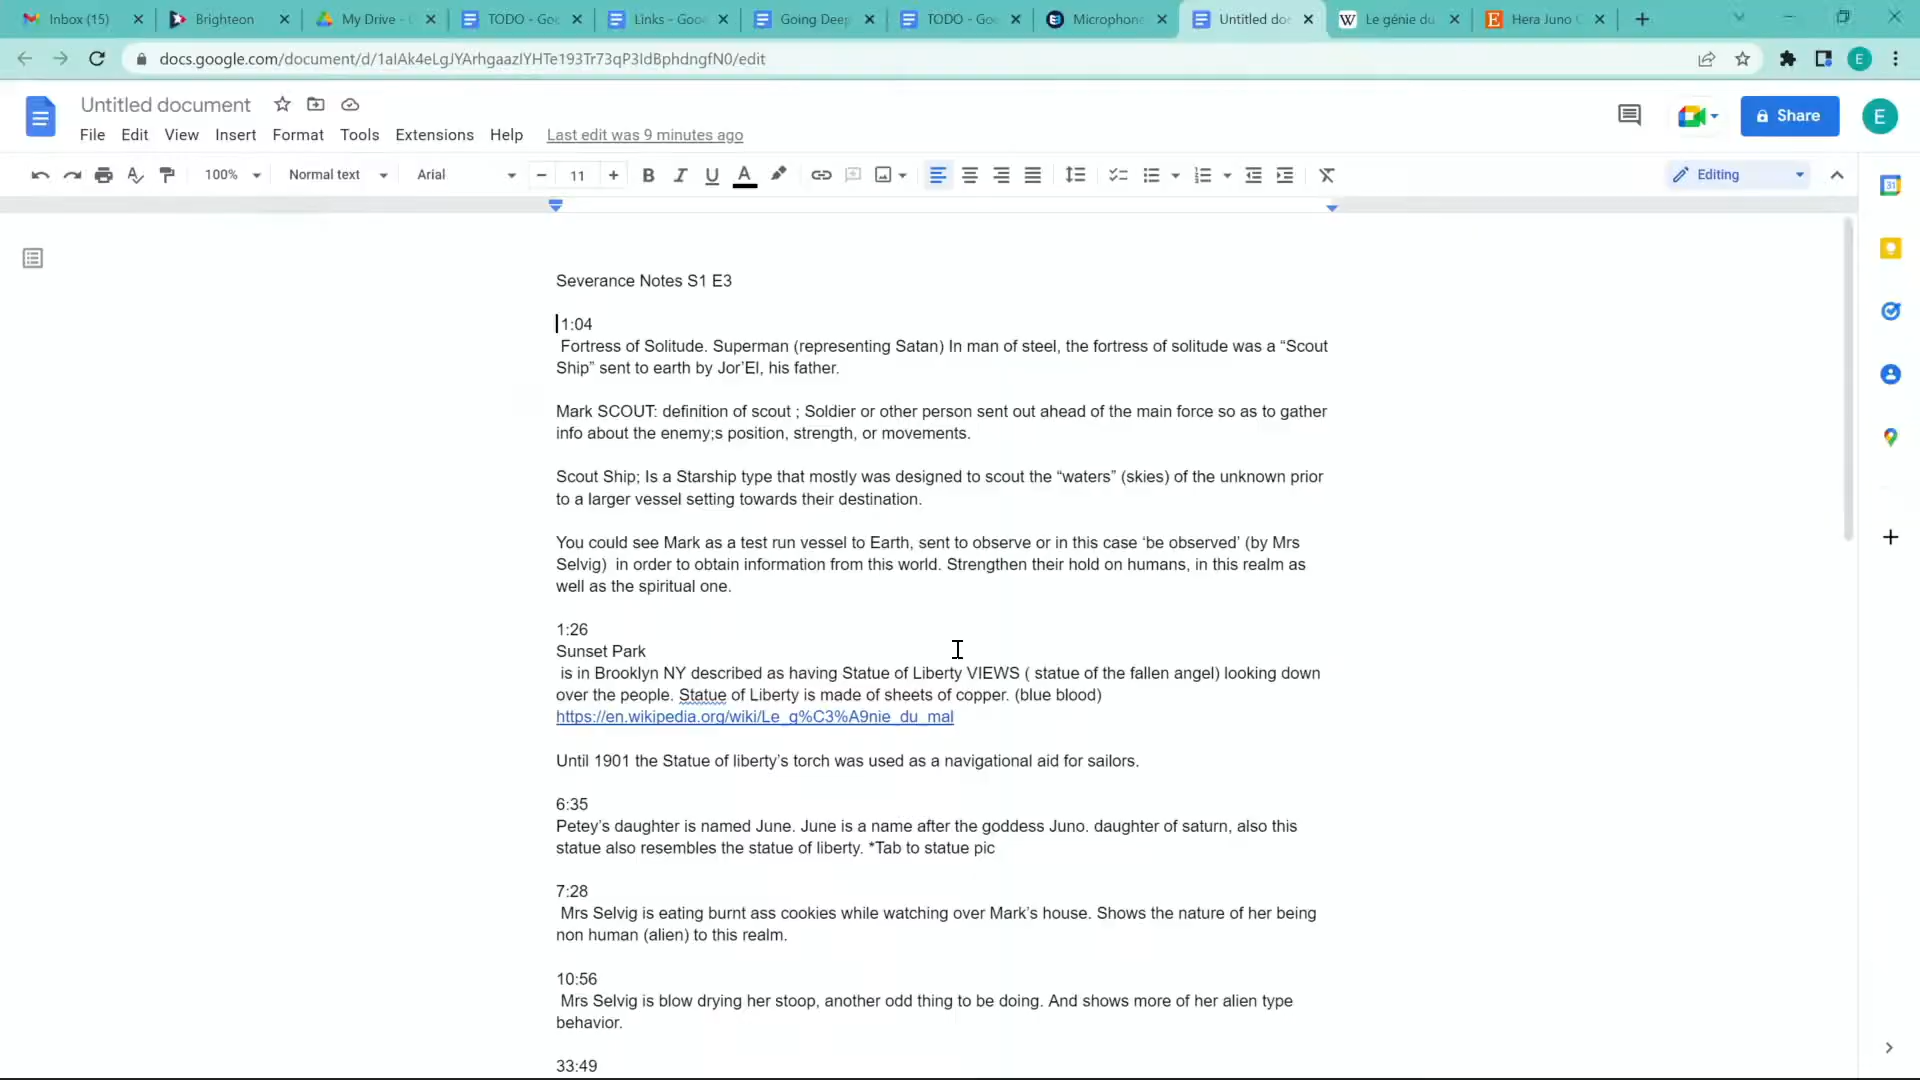 Inbox (15)
Brighteon
My Drive -
TODO - Goo
Links - Goo
Going Deep
TODO - Goo
Microphone
Untitled doc
Le génie du
Hera Juno
docs.google.com/document/d/1aIAk4eLgJYArhgaazIYHTe193Tr73qP3IdBphdngfN0/edit
E
Untitled document
File Edit View Insert Format Tools Extensions Help Last edit was 9 minutes ago
Share
E
100% Normal text Arial 11 Editing
Severance Notes S1 E3
1:04
Fortress of Solitude. Superman (representing Satan) In man of steel, the fortress of solitude was a “Scout
Ship” sent to earth by Jor’El, his father.
Mark SCOUT: definition of scout ; Soldier or other person sent out ahead of the main force so as to gather
info about the enemy;s position, strength, or movements.
Scout Ship; Is a Starship type that mostly was designed to scout the “waters” (skies) of the unknown prior
to a larger vessel setting towards their destination.
You could see Mark as a test run vessel to Earth, sent to observe or in this case ‘be observed’ (by Mrs
Selvig)  in order to obtain information from this world. Strengthen their hold on humans, in this realm as
well as the spiritual one.
1:26
Sunset Park
is in Brooklyn NY described as having Statue of Liberty VIEWS ( statue of the fallen angel) looking down
over the people. Statue of Liberty is made of sheets of copper. (blue blood)
https://en.wikipedia.org/wiki/Le_g%C3%A9nie_du_mal
Until 1901 the Statue of liberty’s torch was used as a navigational aid for sailors.
6:35
Petey’s daughter is named June. June is a name after the goddess Juno. daughter of saturn, also this
statue also resembles the statue of liberty. *Tab to statue pic
7:28
Mrs Selvig is eating burnt ass cookies while watching over Mark’s house. Shows the nature of her being
non human (alien) to this realm.
10:56
Mrs Selvig is blow drying her stoop, another odd thing to be doing. And shows more of her alien type
behavior.
33:49